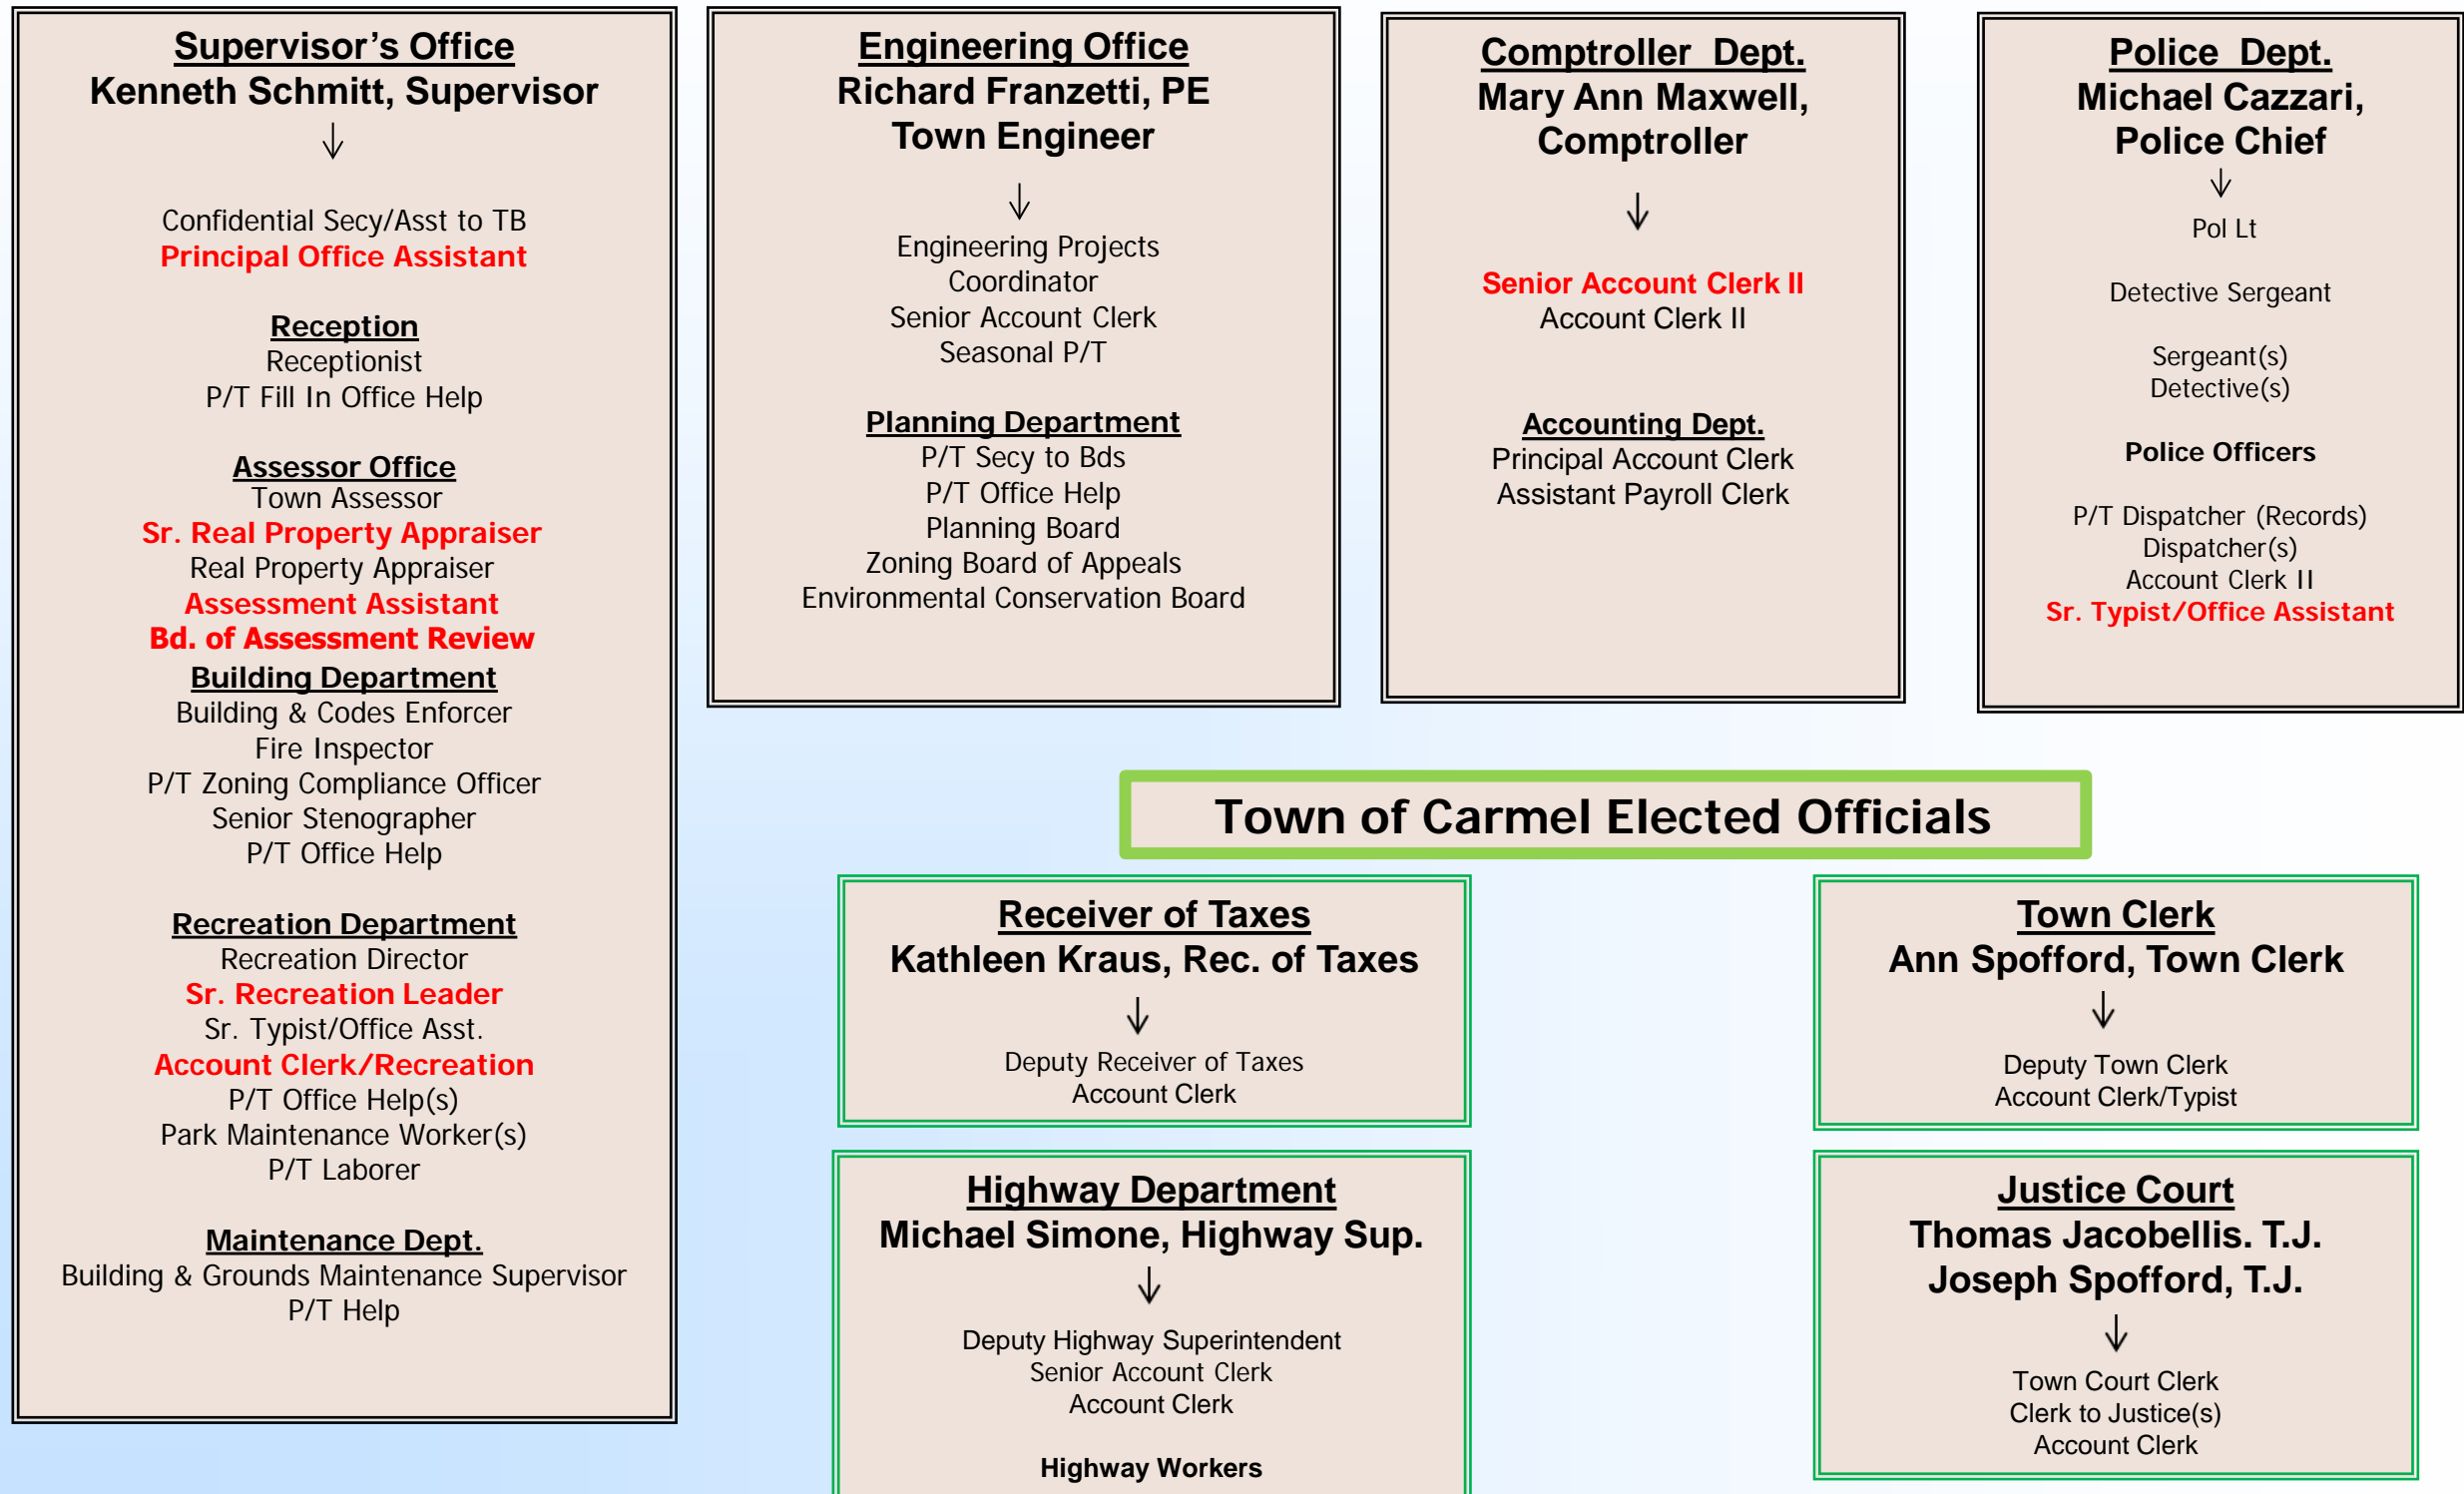 Supervisor’s Office
Kenneth Schmitt, Supervisor
Confidential Secy/Asst to TB
Principal Office Assistant
Reception
Receptionist
P/T Fill In Office Help
Assessor Office
Town Assessor
Sr. Real Property Appraiser
Real Property Appraiser
Assessment Assistant
Bd. of Assessment Review
Building Department
Building & Codes Enforcer
Fire Inspector
P/T Zoning Compliance Officer
Senior Stenographer
P/T Office Help
Recreation Department
Recreation Director
Sr. Recreation Leader
Sr. Typist/Office Asst.
Account Clerk/Recreation
P/T Office Help(s)
Park Maintenance Worker(s)
P/T Laborer
Maintenance Dept.
Building & Grounds Maintenance Supervisor
P/T Help
Engineering Office
Richard Franzetti, PE
Town Engineer
Engineering Projects
Coordinator
Senior Account Clerk
Seasonal P/T
Planning Department
P/T Secy to Bds
P/T Office Help
Planning Board
Zoning Board of Appeals
Environmental Conservation Board
Comptroller Dept.
Mary Ann Maxwell,
Comptroller
Senior Account Clerk II
Account Clerk II
Accounting Dept.
Principal Account Clerk
Assistant Payroll Clerk
Police Dept.
Michael Cazzari,
Police Chief
Pol Lt
Detective Sergeant
Sergeant(s)
Detective(s)
Police Officers
P/T Dispatcher (Records)
Dispatcher(s)
Account Clerk II
Sr. Typist/Office Assistant
Town of Carmel Elected Officials
Receiver of Taxes
Kathleen Kraus, Rec. of Taxes
Deputy Receiver of Taxes
Account Clerk
Town Clerk
Ann Spofford, Town Clerk
Deputy Town Clerk
Account Clerk/Typist
Highway Department
Michael Simone, Highway Sup.
Deputy Highway Superintendent
Senior Account Clerk
Account Clerk
Highway Workers
Justice Court
Thomas Jacobellis. T.J.
Joseph Spofford, T.J.
Town Court Clerk
Clerk to Justice(s)
Account Clerk